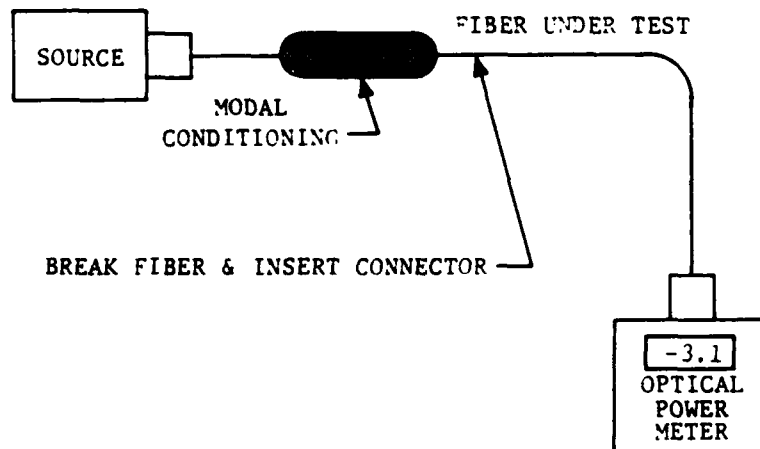 FIBER UNDER TEST
SOURCE
MODAL
CONDITIONING
BREAK FIBER & INSERT CONNECTOR
-3.1
OPTICAL
POWER
METER